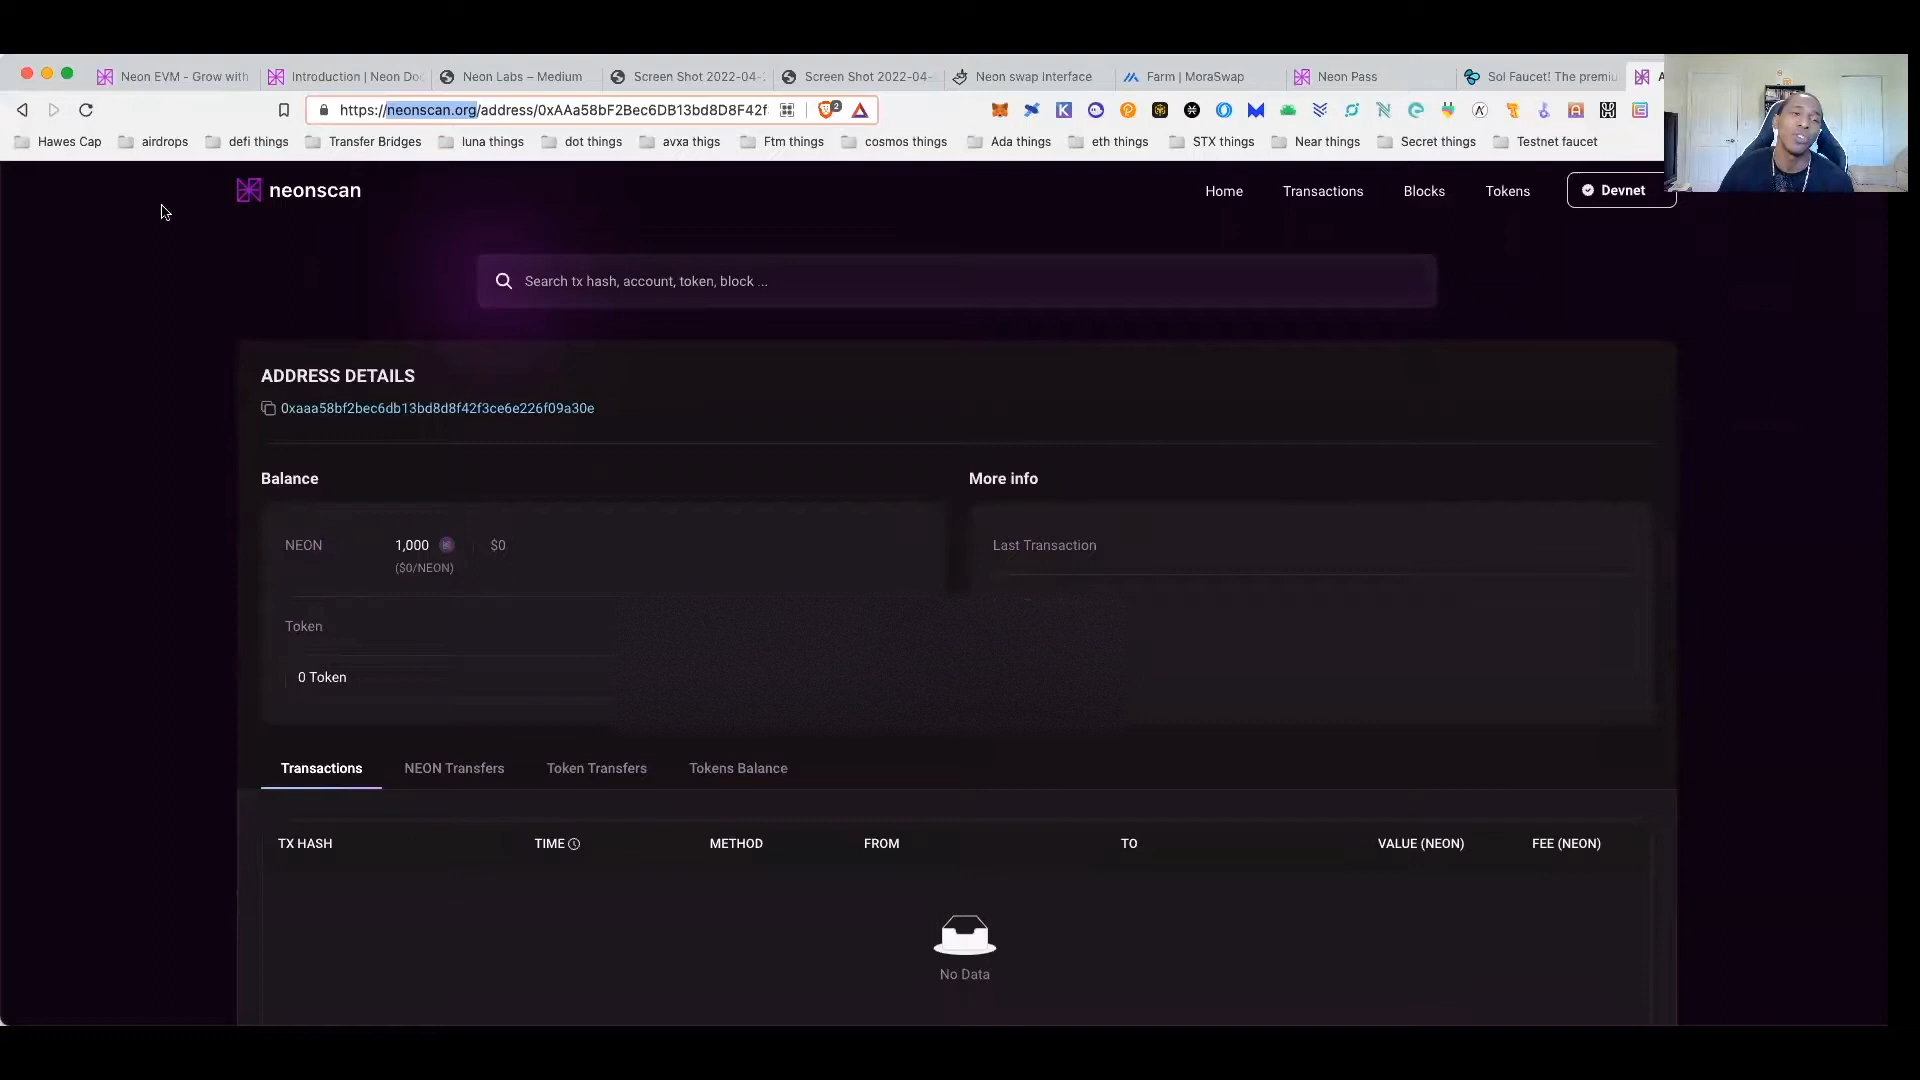 Neon EVM - Grow with
Introduction | Neon Doc
Neon Labs – Medium
Screen Shot 2022-04-
Screen Shot 2022-04-
Neon swap Interface
Farm | MoraSwap
Neon Pass
Sol Faucet! The premiu
https://neonscan.org/address/0xAAa58bF2Bec6DB13bd8D8F42f
2
Hawes Cap
airdrops
defi things
Transfer Bridges
luna things
dot things
avxa thigs
Ftm things
cosmos things
Ada things
eth things
STX things
Near things
Secret things
Testnet faucet
neonscan
Home
Transactions
Blocks
Tokens
Devnet
Search tx hash, account, token, block ...
ADDRESS DETAILS
0xaaa58bf2bec6db13bd8d8f42f3ce6e226f09a30e
Balance
More info
NEON
1,000
$0
($0/NEON)
Last Transaction
Token
0 Token
Transactions
NEON Transfers
Token Transfers
Tokens Balance
TX HASH
TIME
METHOD
FROM
TO
VALUE (NEON)
FEE (NEON)
No Data